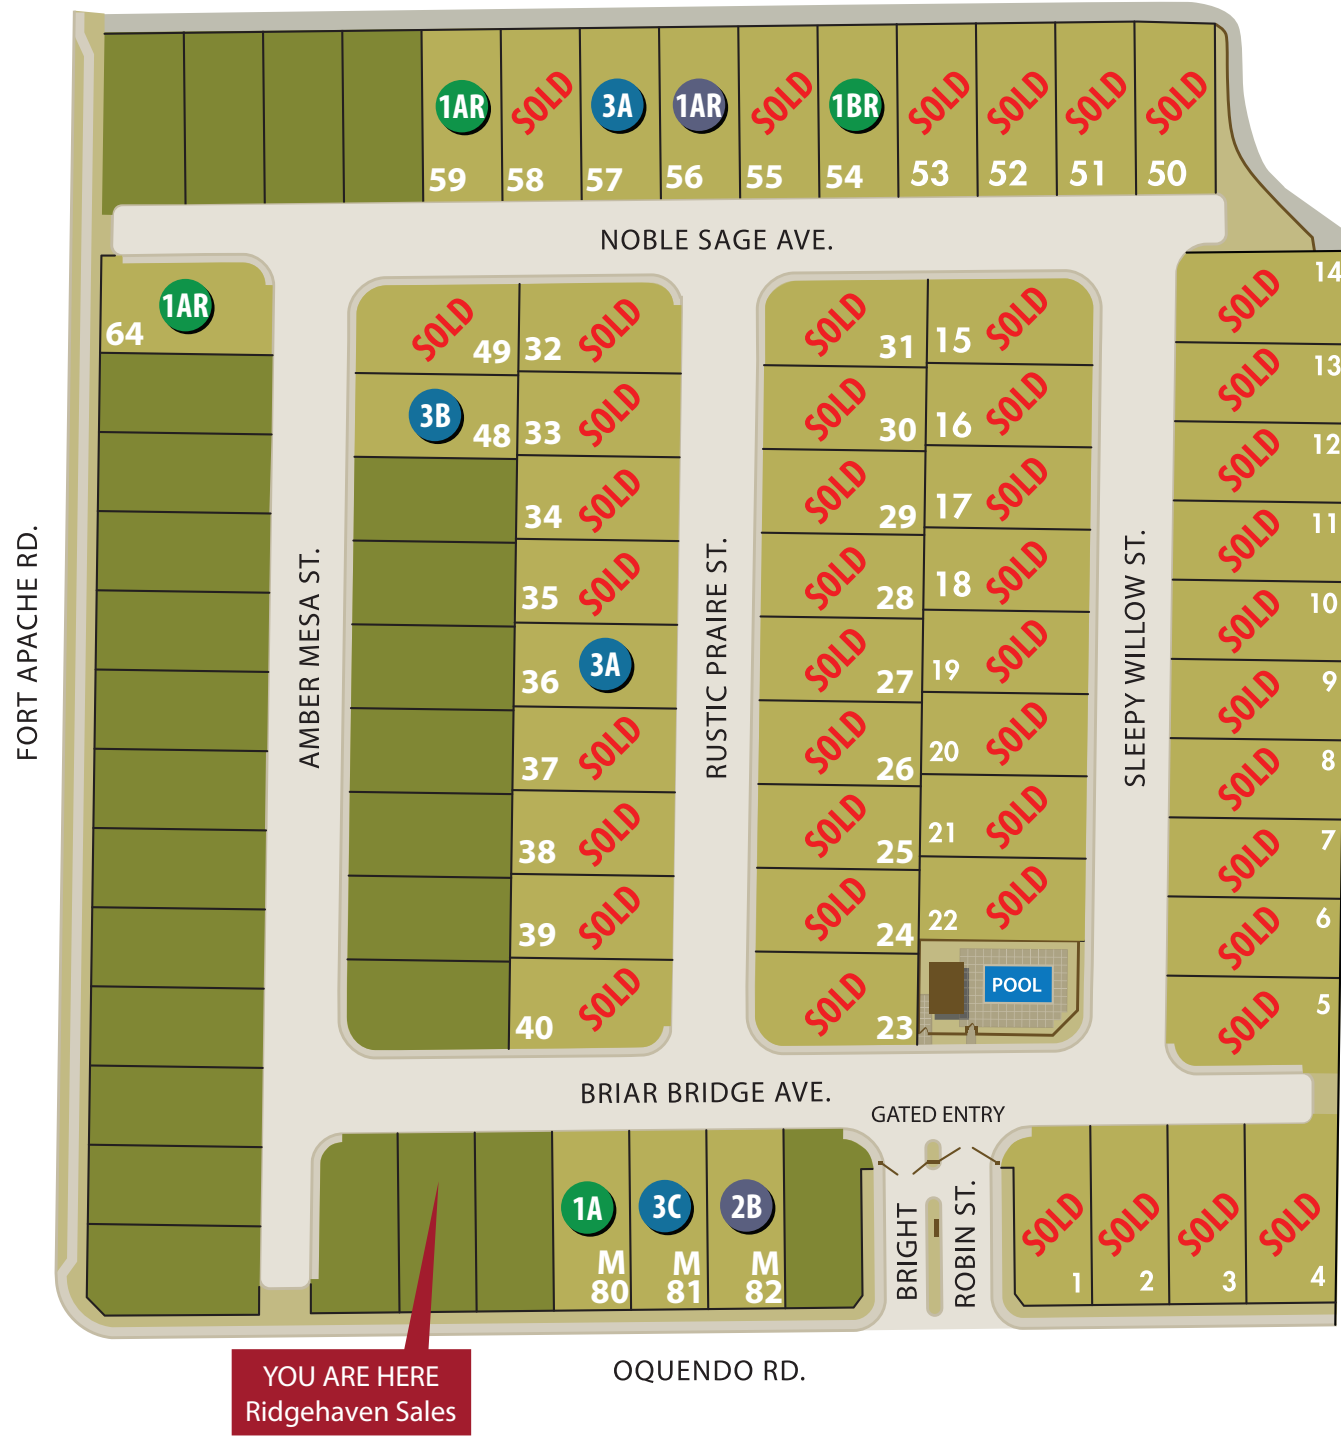 1AR
SOLD
3A
1AR
SOLD
1BR
SOLD
SOLD
SOLD
SOLD
59
58
57
56
55
54
53
52
51
50
NOBLE SAGE AVE.
1AR
64
SOLD
49
32
SOLD
3B
48
33
SOLD
34
SOLD
35
SOLD
36
3A
37
SOLD
38
SOLD
39
SOLD
40
SOLD
SOLD
31
15
SOLD
SOLD
30
16
SOLD
SOLD
29
17
SOLD
SOLD
28
18
SOLD
SOLD
27
19
SOLD
SOLD
26
20
SOLD
SOLD
25
21
SOLD
SOLD
24
22
SOLD
SOLD
23
POOL
SOLD
14
SOLD
13
SOLD
12
SOLD
11
SOLD
10
SOLD
9
SOLD
8
SOLD
7
SOLD
6
SOLD
5
FORT APACHE RD.
AMBER MESA ST.
RUSTIC PRAIRE ST.
SLEEPY WILLOW ST.
BRIAR BRIDGE AVE.
GATED ENTRY
1A
M
80
3C
M
81
2B
M
82
BRIGHT
ROBIN ST.
SOLD
1
SOLD
2
SOLD
3
SOLD
4
YOU ARE HERE
Ridgehaven Sales
OQUENDO RD.